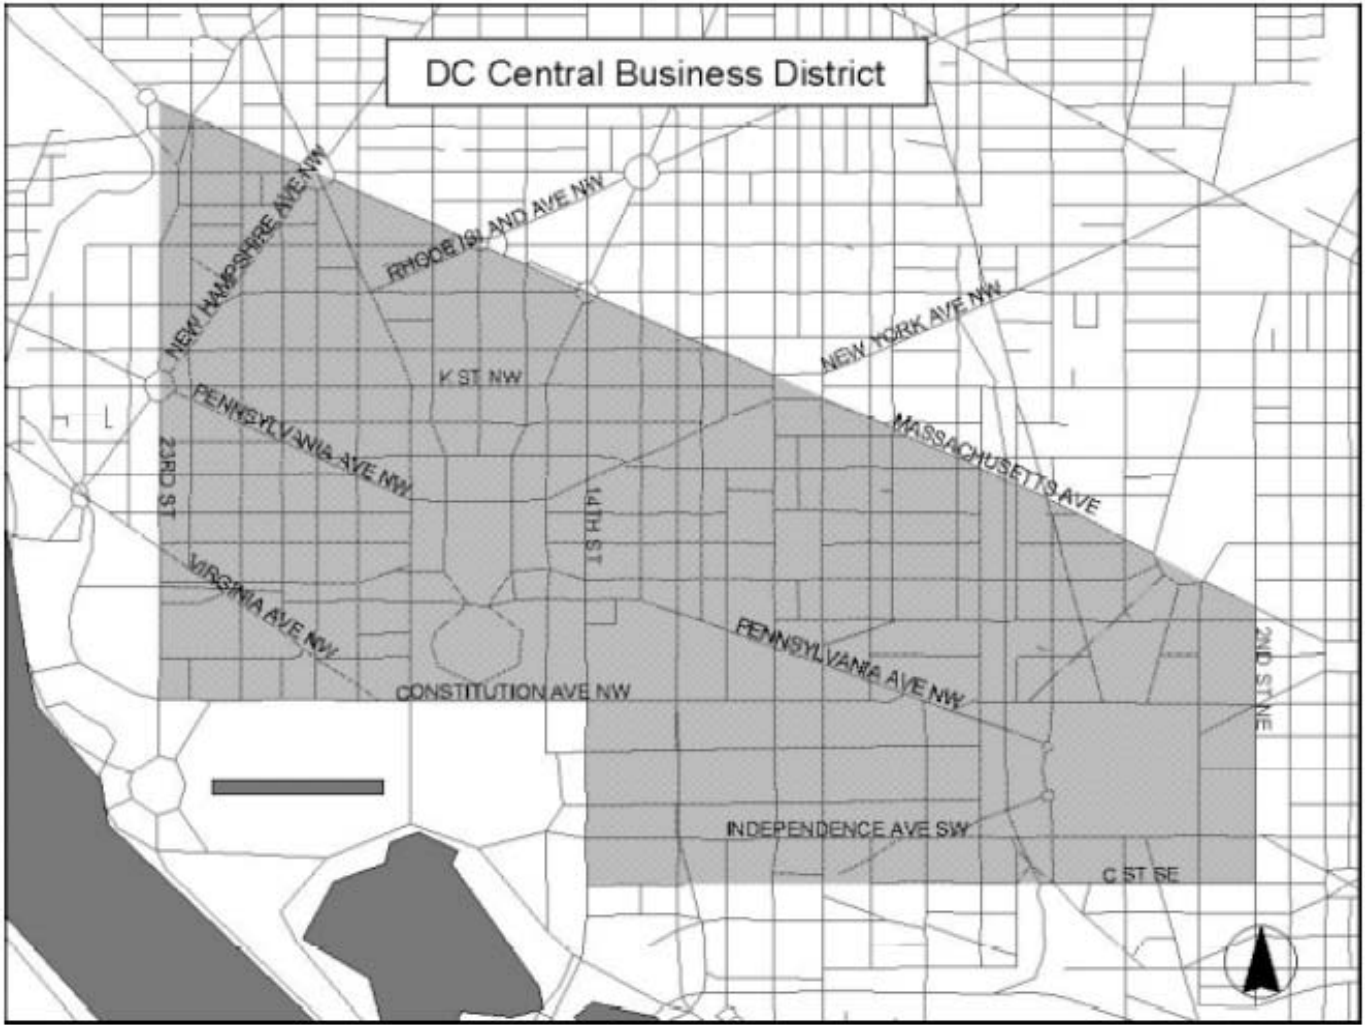 DC Central Business District
NEW HAMPSHIRE AVE NW
RHODE ISLAND AVE NW
NEW YORK AVE NW
K ST NW
PENNSYLVANIA AVE NW
MASSACHUSETTS AVE
23RD ST
14TH ST
VIRGINIA AVE NW
PENNSYLVANIA AVE NW
2ND ST NE
CONSTITUTION AVE NW
INDEPENDENCE AVE SW
C ST SE